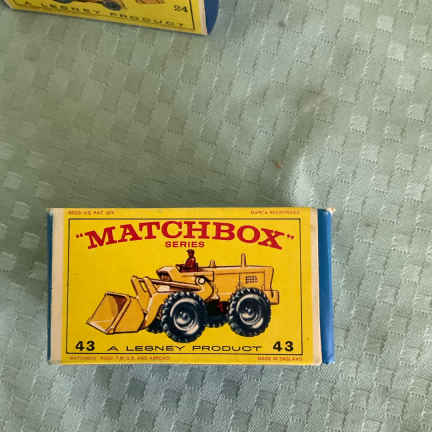 24
A LESNEY PRODUCT
REGD. U.S. PAT. OFF. MARCA REGISTRADA
"MATCHBOX"
SERIES
43 A LESNEY PRODUCT 43
MADE IN ENGLAND